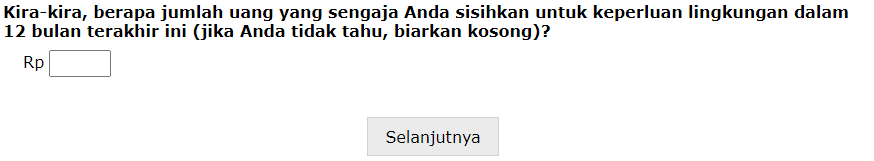 Kira-kira, berapa jumlah uang yang sengaja Anda sisihkan untuk keperluan lingkungan dalam
12 bulan terakhir ini (jika Anda tidak tahu, biarkan kosong)?
Rp
Selanjutnya